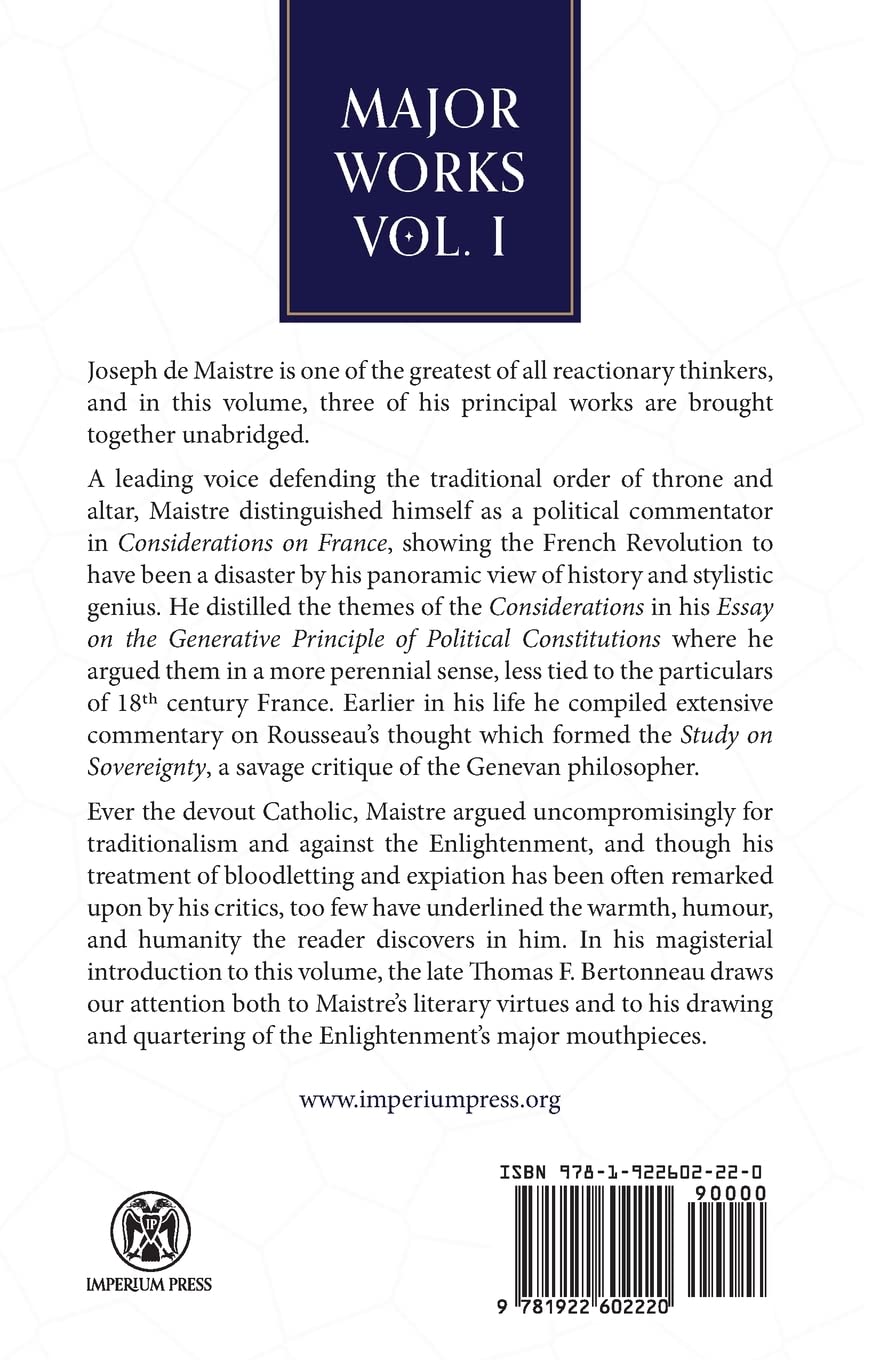 MAJOR
WORKS
VOL. I
Joseph de Maistre is one of the greatest of all reactionary thinkers,
and in this volume, three of his principal works are brought
together unabridged.
A leading voice defending the traditional order of throne and
altar, Maistre distinguished himself as a political commentator
in Considerations on France, showing the French Revolution to
have been a disaster by his panoramic view of history and stylistic
genius. He distilled the themes of the Considerations in his Essay
on the Generative Principle of Political Constitutions where he
argued them in a more perennial sense, less tied to the particulars
of 18th century France. Earlier in his life he compiled extensive
commentary on Rousseau’s thought which formed the Study on
Sovereignty, a savage critique of the Genevan philosopher.
Ever the devout Catholic, Maistre argued uncompromisingly for
traditionalism and against the Enlightenment, and though his
treatment of bloodletting and expiation has been often remarked
upon by his critics, too few have underlined the warmth, humour,
and humanity the reader discovers in him. In his magisterial
introduction to this volume, the late Thomas F. Bertonneau draws
our attention both to Maistre’s literary virtues and to his drawing
and quartering of the Enlightenment’s major mouthpieces.
www.imperiumpress.org
IP
IMPERIUM PRESS
ISBN 978-1-922602-22-0
90000
9 781922 602220